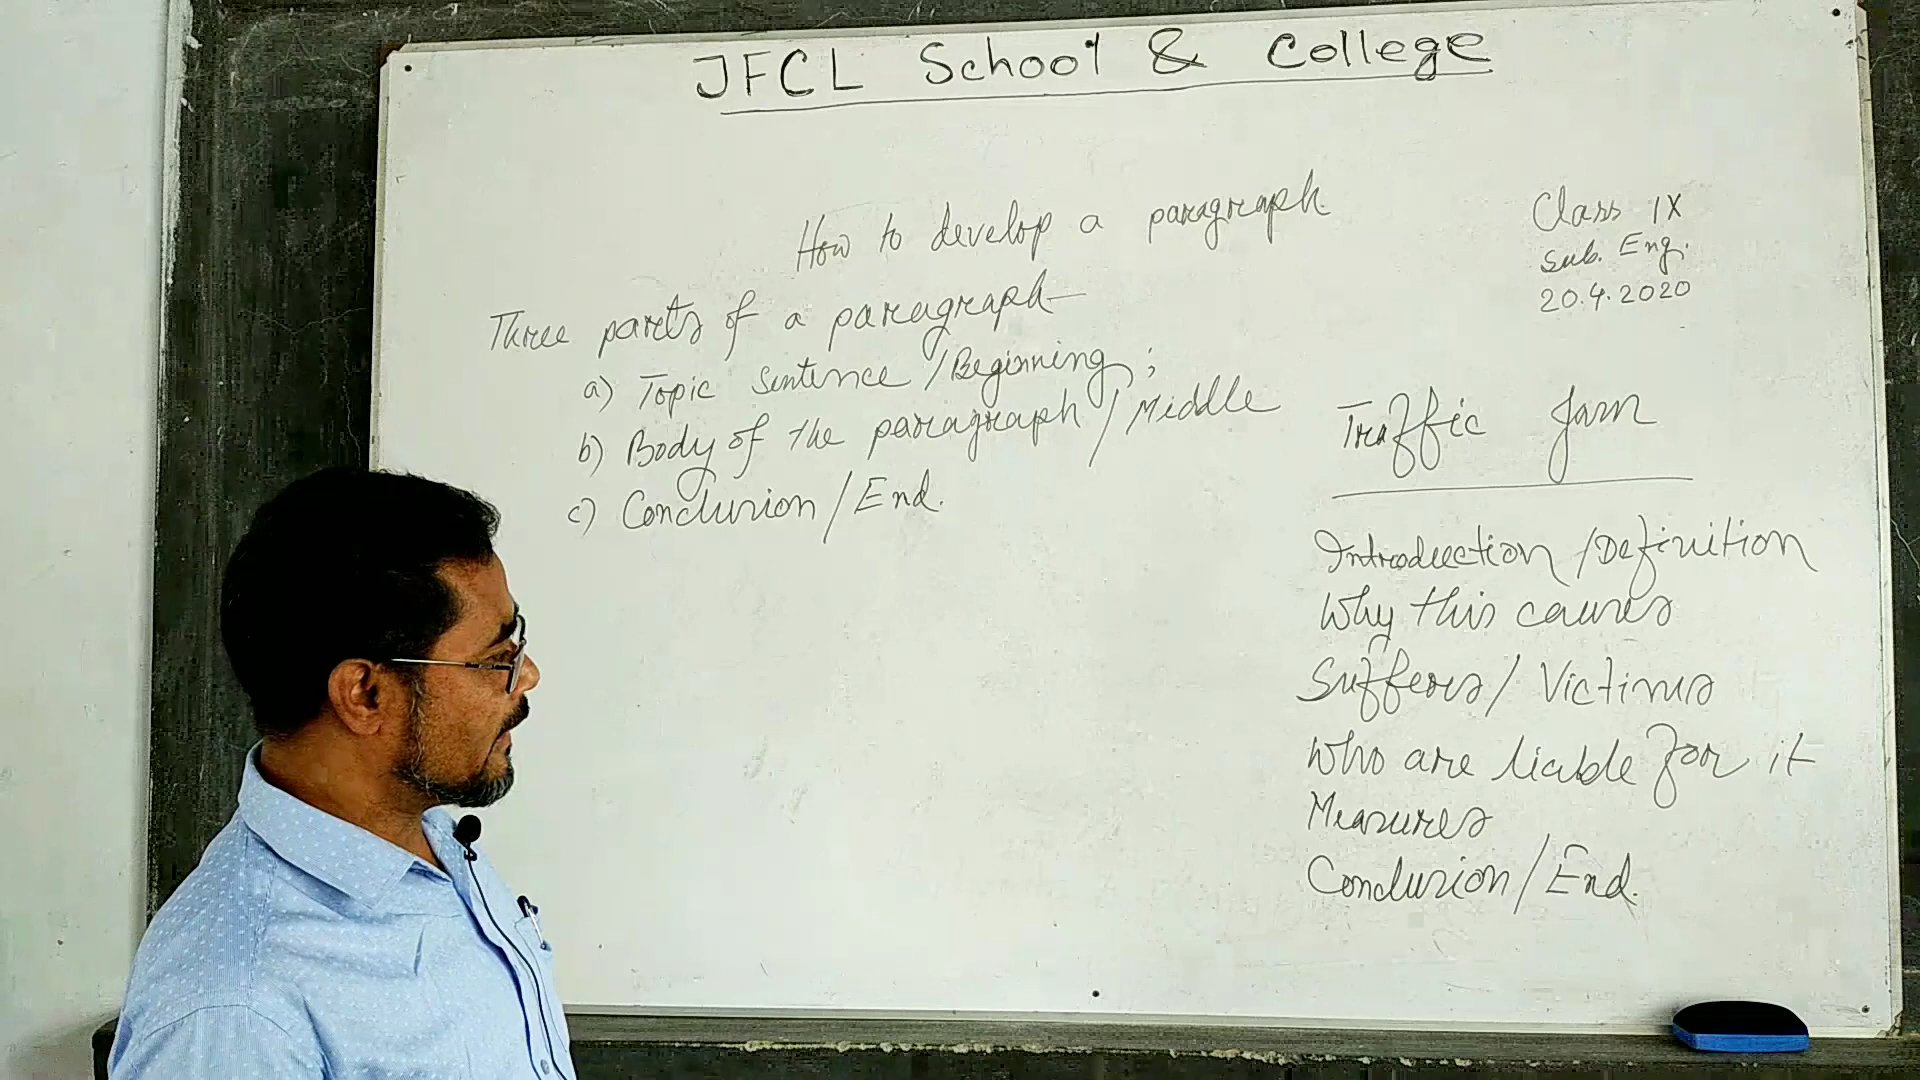 JFCL School & College
How to develop a paragraph
Class IX
Sub. Eng.
20.4.2020
Three parts of a paragraph—
a) Topic sentence/Beginning;
b) Body of the paragraph/Middle
c) Conclusion/End.
Traffic Jam
Introduction/Definition
Why this causes
Suffers/Victims
Who are liable for it
Measures
Conclusion/End.